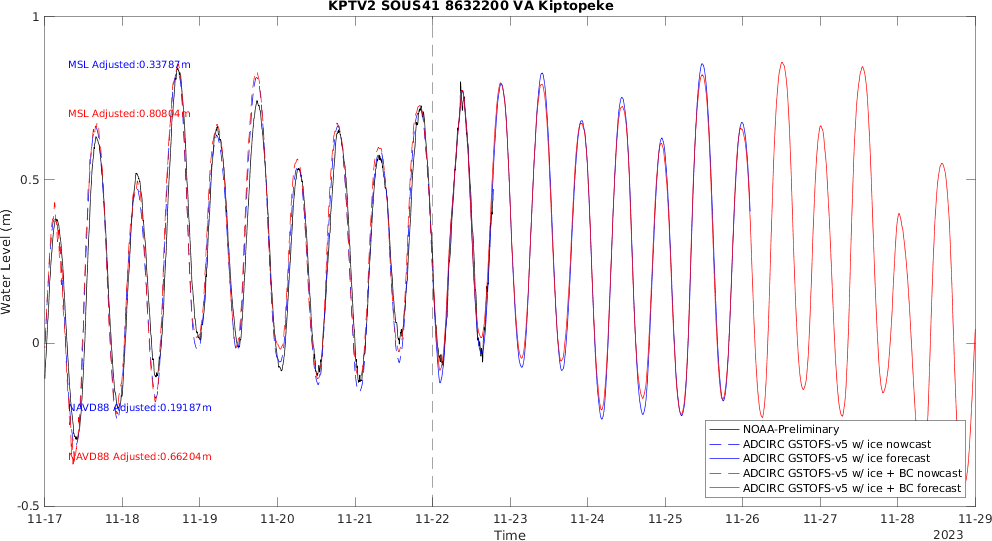 KPTV2 SOUS41 8632200 VA Kiptopeke
1
0.5
0
-0.5
Water Level (m)
MSL Adjusted:0.33787m
MSL Adjusted:0.80804m
NAVD88 Adjusted:0.19187m
NAVD88 Adjusted:0.66204m
NOAA-Preliminary
ADCIRC GSTOFS-v5 w/ ice nowcast
ADCIRC GSTOFS-v5 w/ ice forecast
ADCIRC GSTOFS-v5 w/ ice + BC nowcast
ADCIRC GSTOFS-v5 w/ ice + BC forecast
11-17 11-18 11-19 11-20 11-21 11-22 11-23 11-24 11-25 11-26 11-27 11-28 11-29
Time
2023